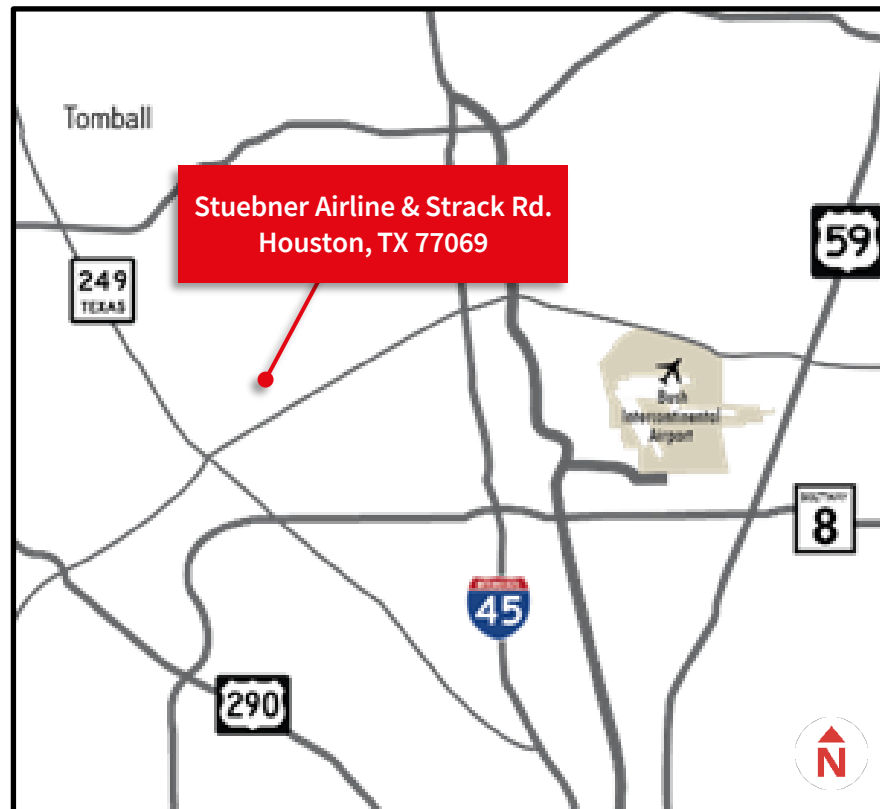 Tomball
Stuebner Airline & Strack Rd.
Houston, TX 77069
59
249
TEXAS
Bush
Intercontinental
Airport
8
45
290
N